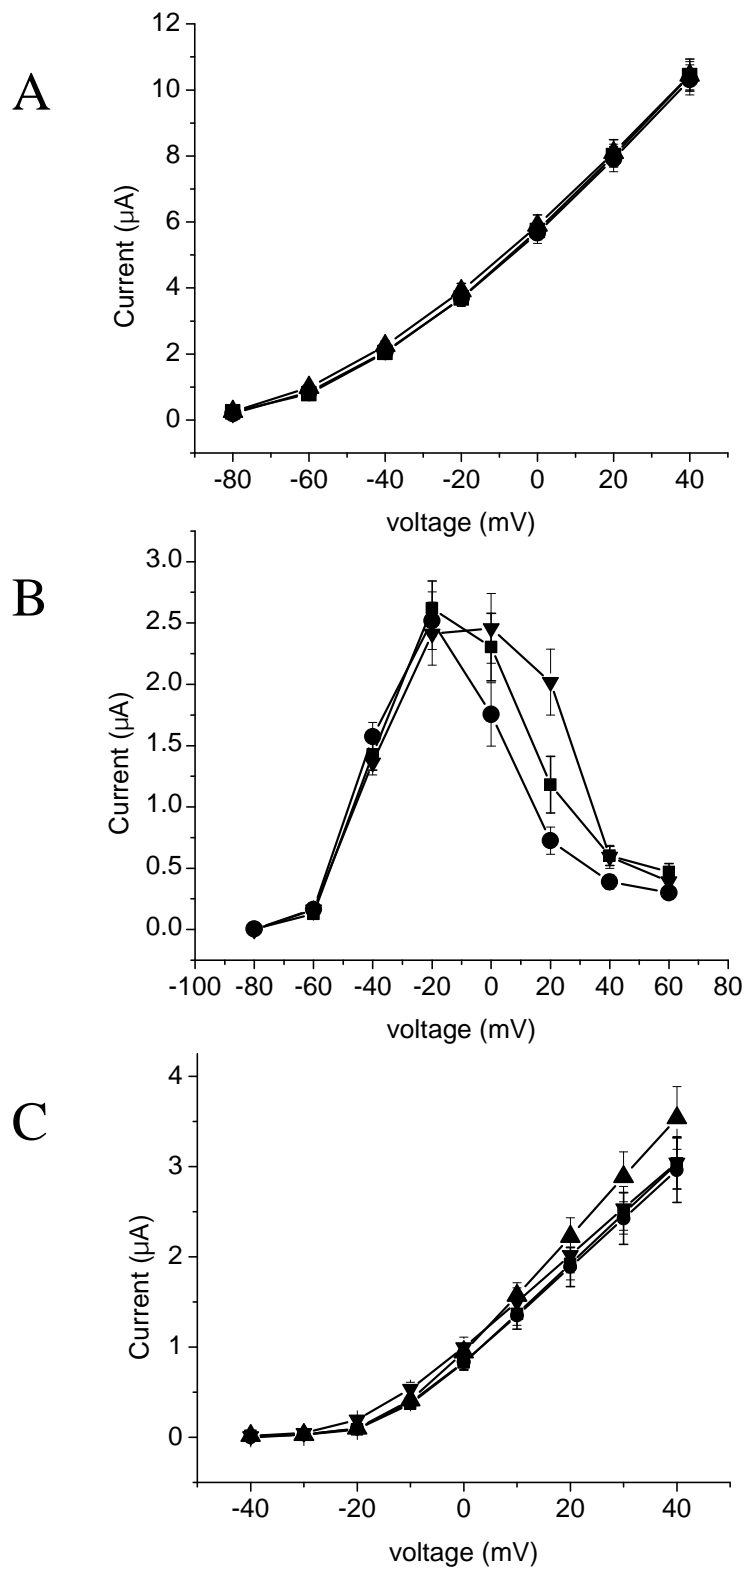 A
12
10
8
6
4
2
0
Current (µA)
-80 -60 -40 -20 0 20 40
voltage (mV)
B
3.0
2.5
2.0
1.5
1.0
0.5
0.0
Current (µA)
-100 -80 -60 -40 -20 0 20 40 60 80
voltage (mV)
C
4
3
2
1
0
Current (µA)
-40 -20 0 20 40
voltage (mV)